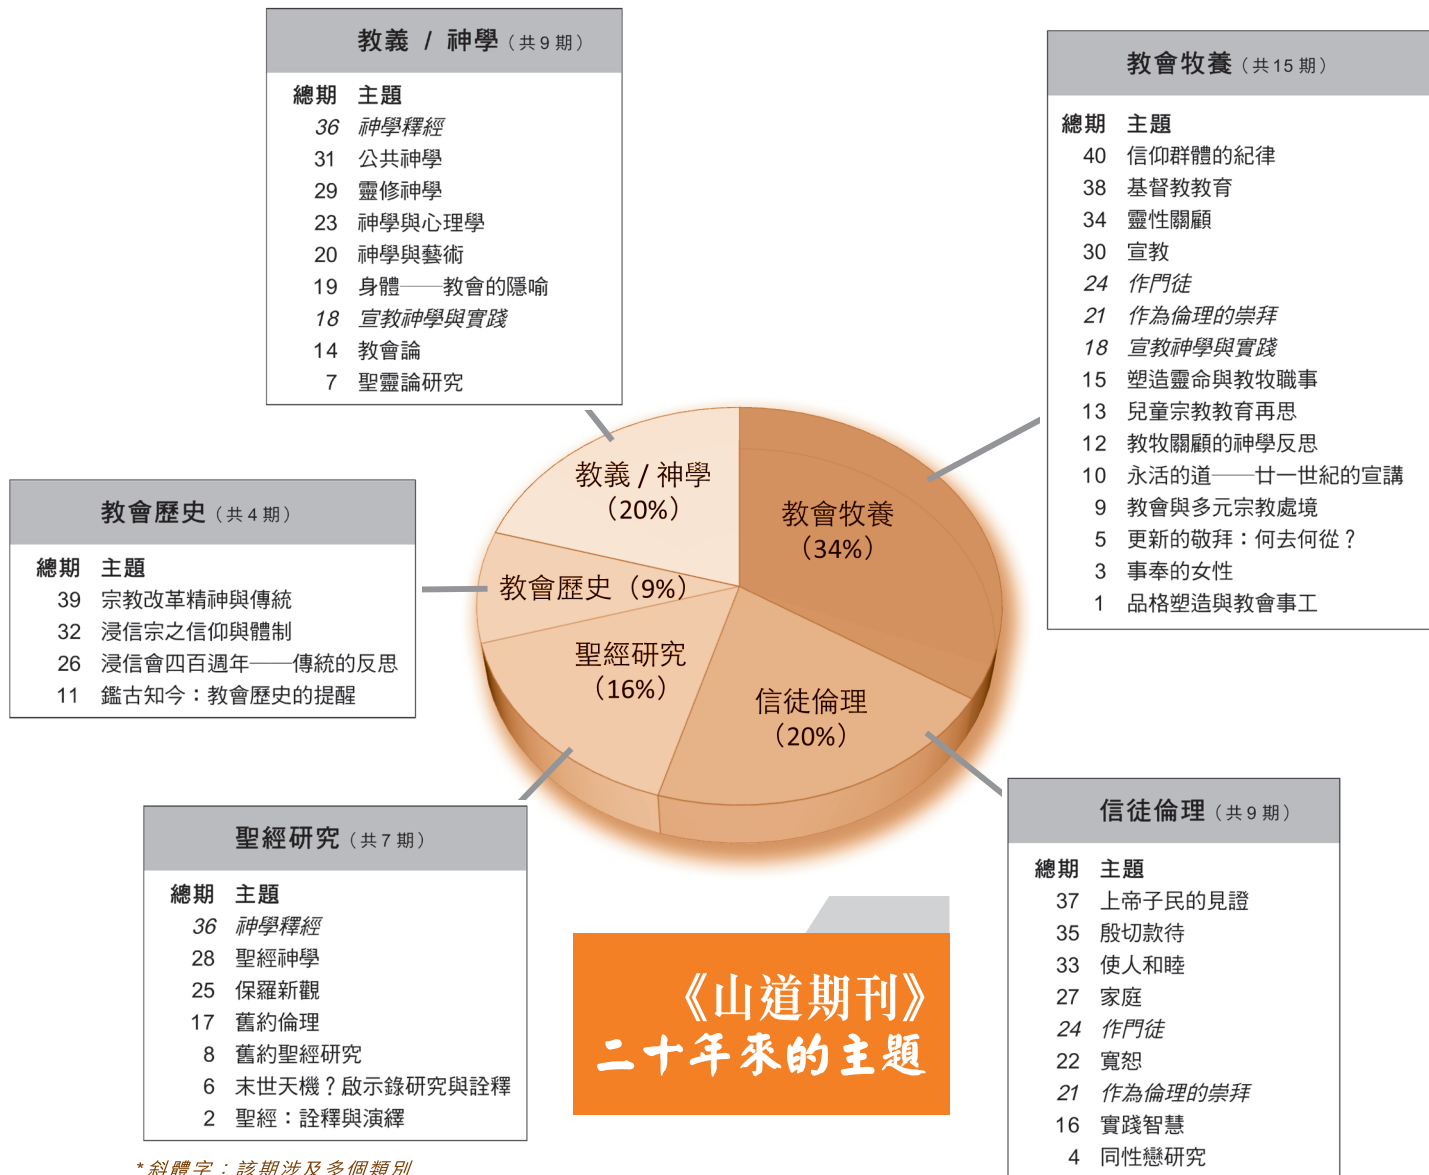 教義 / 神學（共9期）
總期 主題
36 神學釋經
31 公共神學
29 靈修神學
23 神學與心理學
20 神學與藝術
19 身體──教會的隱喻
18 宣教神學與實踐
14 教會論
7 聖靈論研究
教會牧養（共15期）
總期 主題
40 信仰群體的紀律
38 基督教教育
34 靈性關顧
30 宣教
24 作門徒
21 作為倫理的崇拜
18 宣教神學與實踐
15 塑造靈命與教牧職事
13 兒童宗教教育再思
12 教牧關顧的神學反思
10 永活的道──廿一世紀的宣講
9 教會與多元宗教處境
5 更新的敬拜：何去何從？
3 事奉的女性
1 品格塑造與教會事工
教會歷史（共4期）
總期 主題
39 宗教改革精神與傳統
32 浸信宗之信仰與體制
26 浸信會四百週年──傳統的反思
11 鑑古知今：教會歷史的提醒
教義 / 神學
（20%）
教會牧養
（34%）
教會歷史（9%）
聖經研究
（16%）
信徒倫理
（20%）
聖經研究（共7期）
總期 主題
36 神學釋經
28 聖經神學
25 保羅新觀
17 舊約倫理
8 舊約聖經研究
6 末世天機？啟示錄研究與詮釋
2 聖經：詮釋與演繹
信徒倫理（共9期）
總期 主題
37 上帝子民的見證
35 殷切款待
33 使人和睦
27 家庭
24 作門徒
22 寬恕
21 作為倫理的崇拜
16 實踐智慧
4 同性戀研究
《山道期刊》
二十年來的主題
*斜體字：該期涉及多個類別